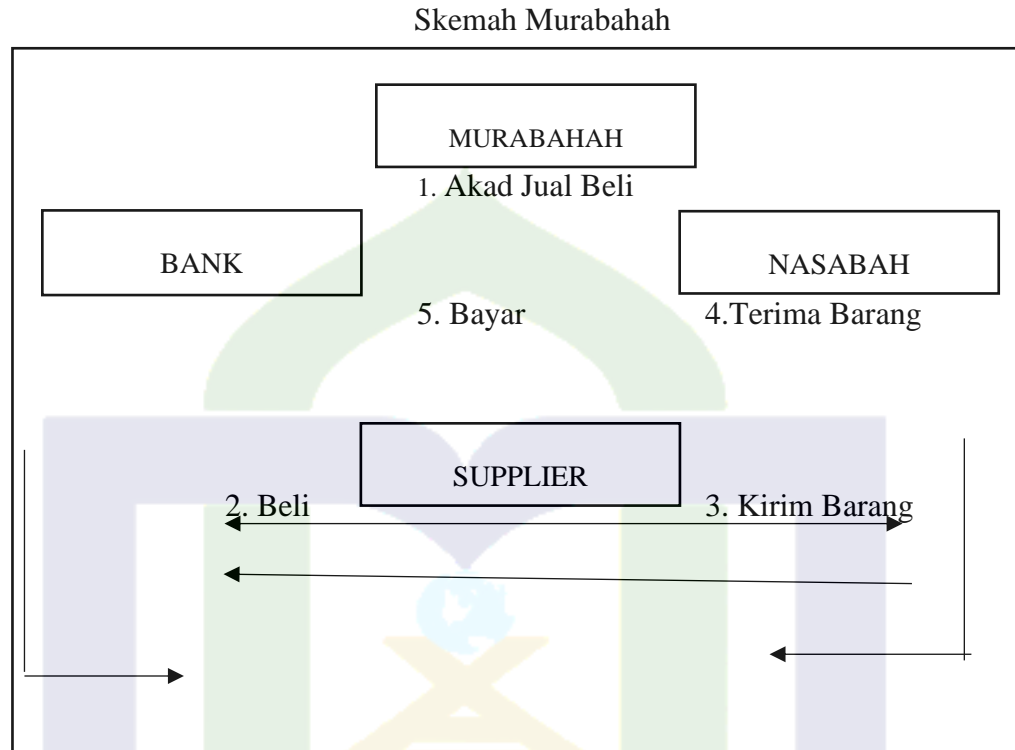 Skemah Murabahah
MURABAHAH
1. Akad Jual Beli
BANK
NASABAH
5. Bayar
4.Terima Barang
SUPPLIER
2. Beli
3. Kirim Barang